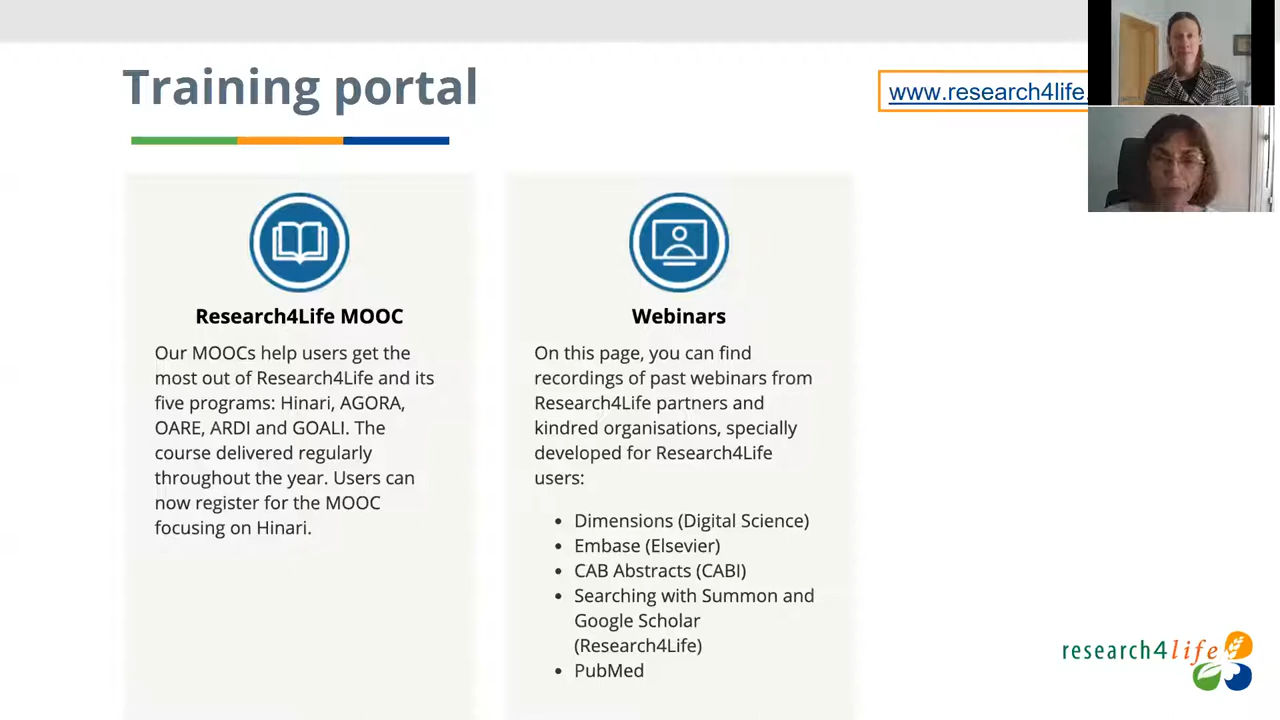 Training portal
www.research4life.
Research4Life MOOC
Our MOOCs help users get the
most out of Research4Life and its
five programs: Hinari, AGORA,
OARE, ARDI and GOALI. The
course delivered regularly
throughout the year. Users can
now register for the MOOC
focusing on Hinari.
Webinars
On this page, you can find
recordings of past webinars from
Research4Life partners and
kindred organisations, specially
developed for Research4Life
users:
• Dimensions (Digital Science)
• Embase (Elsevier)
• CAB Abstracts (CABI)
• Searching with Summon and
Google Scholar
(Research4Life)
• PubMed
research4life